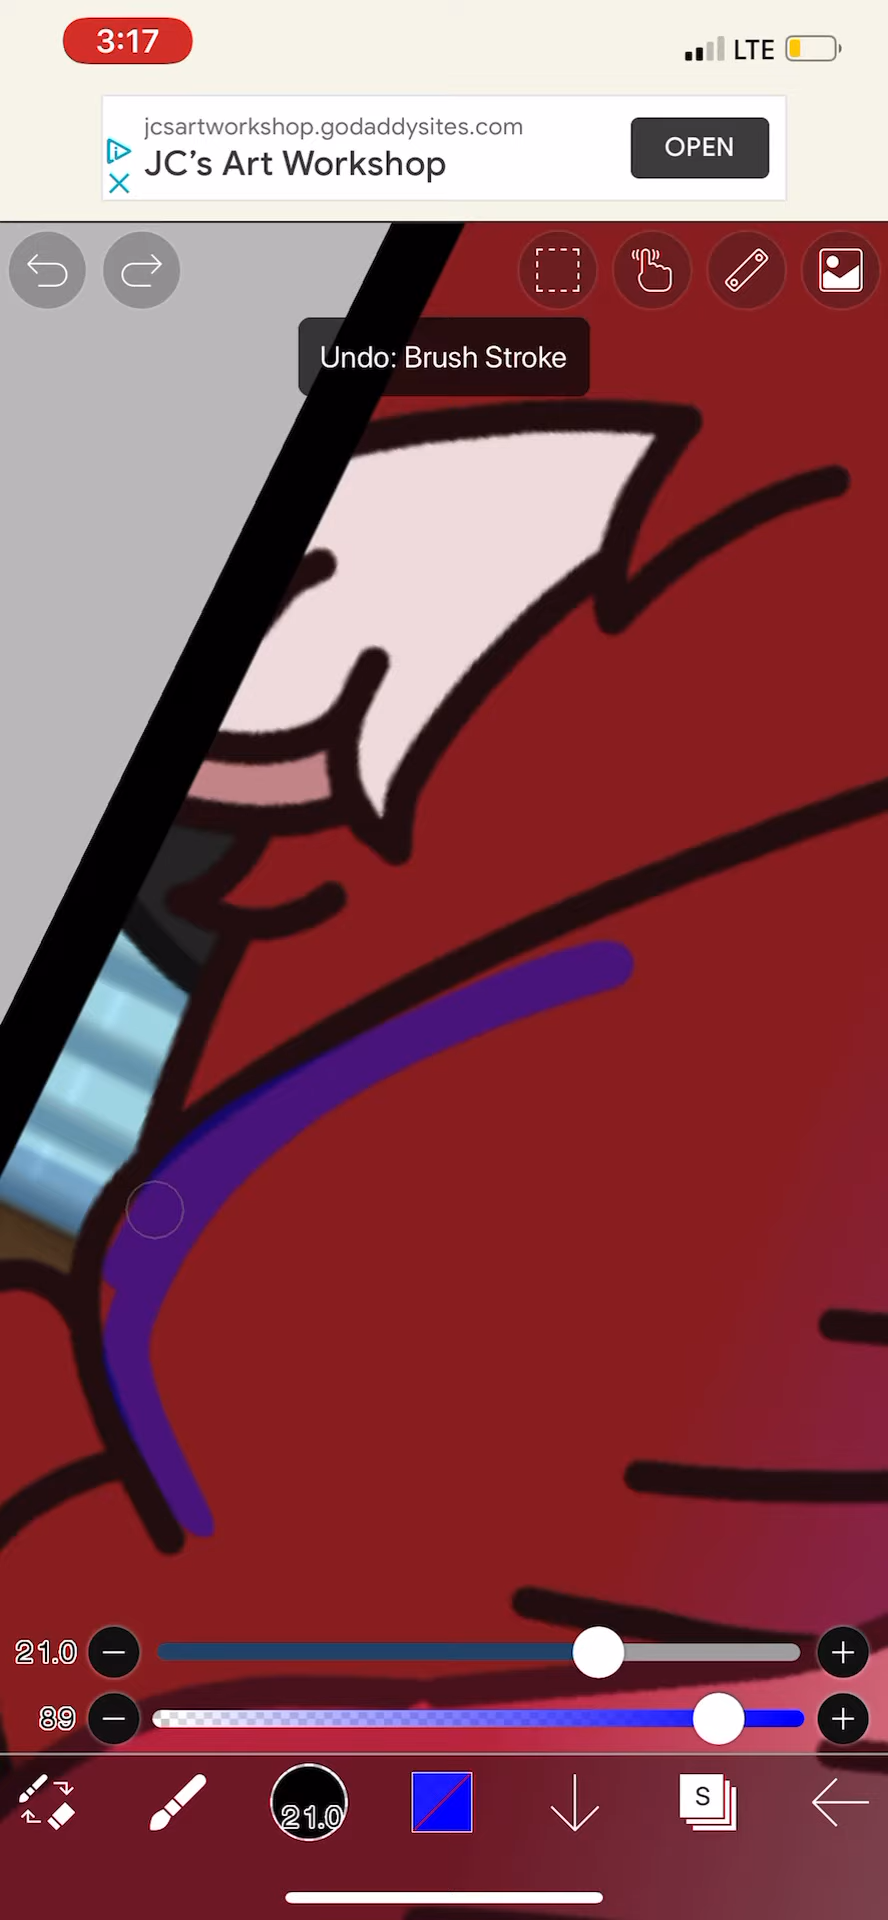 3:17
LTE
jcsartworkshop.godaddysites.com
JC's Art Workshop
OPEN
Undo: Brush Stroke
21.0
89
21.0
S